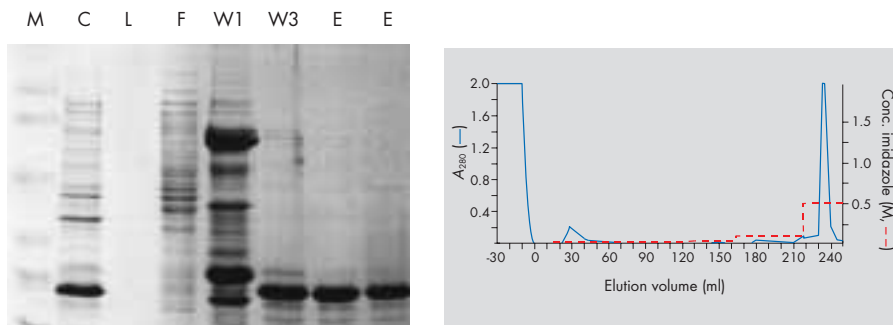 M C L F W1 W3 E E
2.0
1.6
1.2
0.8
0.4
A280 (—)
1.5
1.0
0.5
Conc. imidazole (M, – –)
-30 0 30 60 90 120 150 180 210 240
Elution volume (ml)